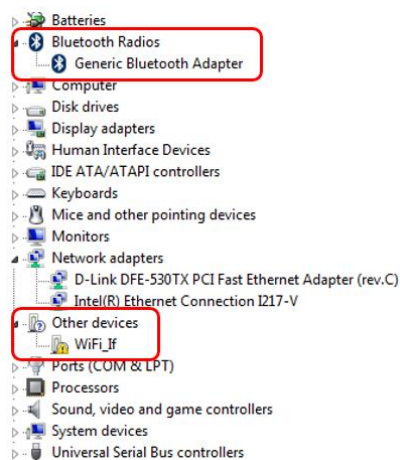 Batteries
Bluetooth Radios
Generic Bluetooth Adapter
Computer
Disk drives
Display adapters
Human Interface Devices
IDE ATA/ATAPI controllers
Keyboards
Mice and other pointing devices
Monitors
Network adapters
D-Link DFE-530TX PCI Fast Ethernet Adapter (rev.C)
Intel(R) Ethernet Connection I217-V
Other devices
WiFi_If
Ports (COM & LPT)
Processors
Sound, video and game controllers
System devices
Universal Serial Bus controllers